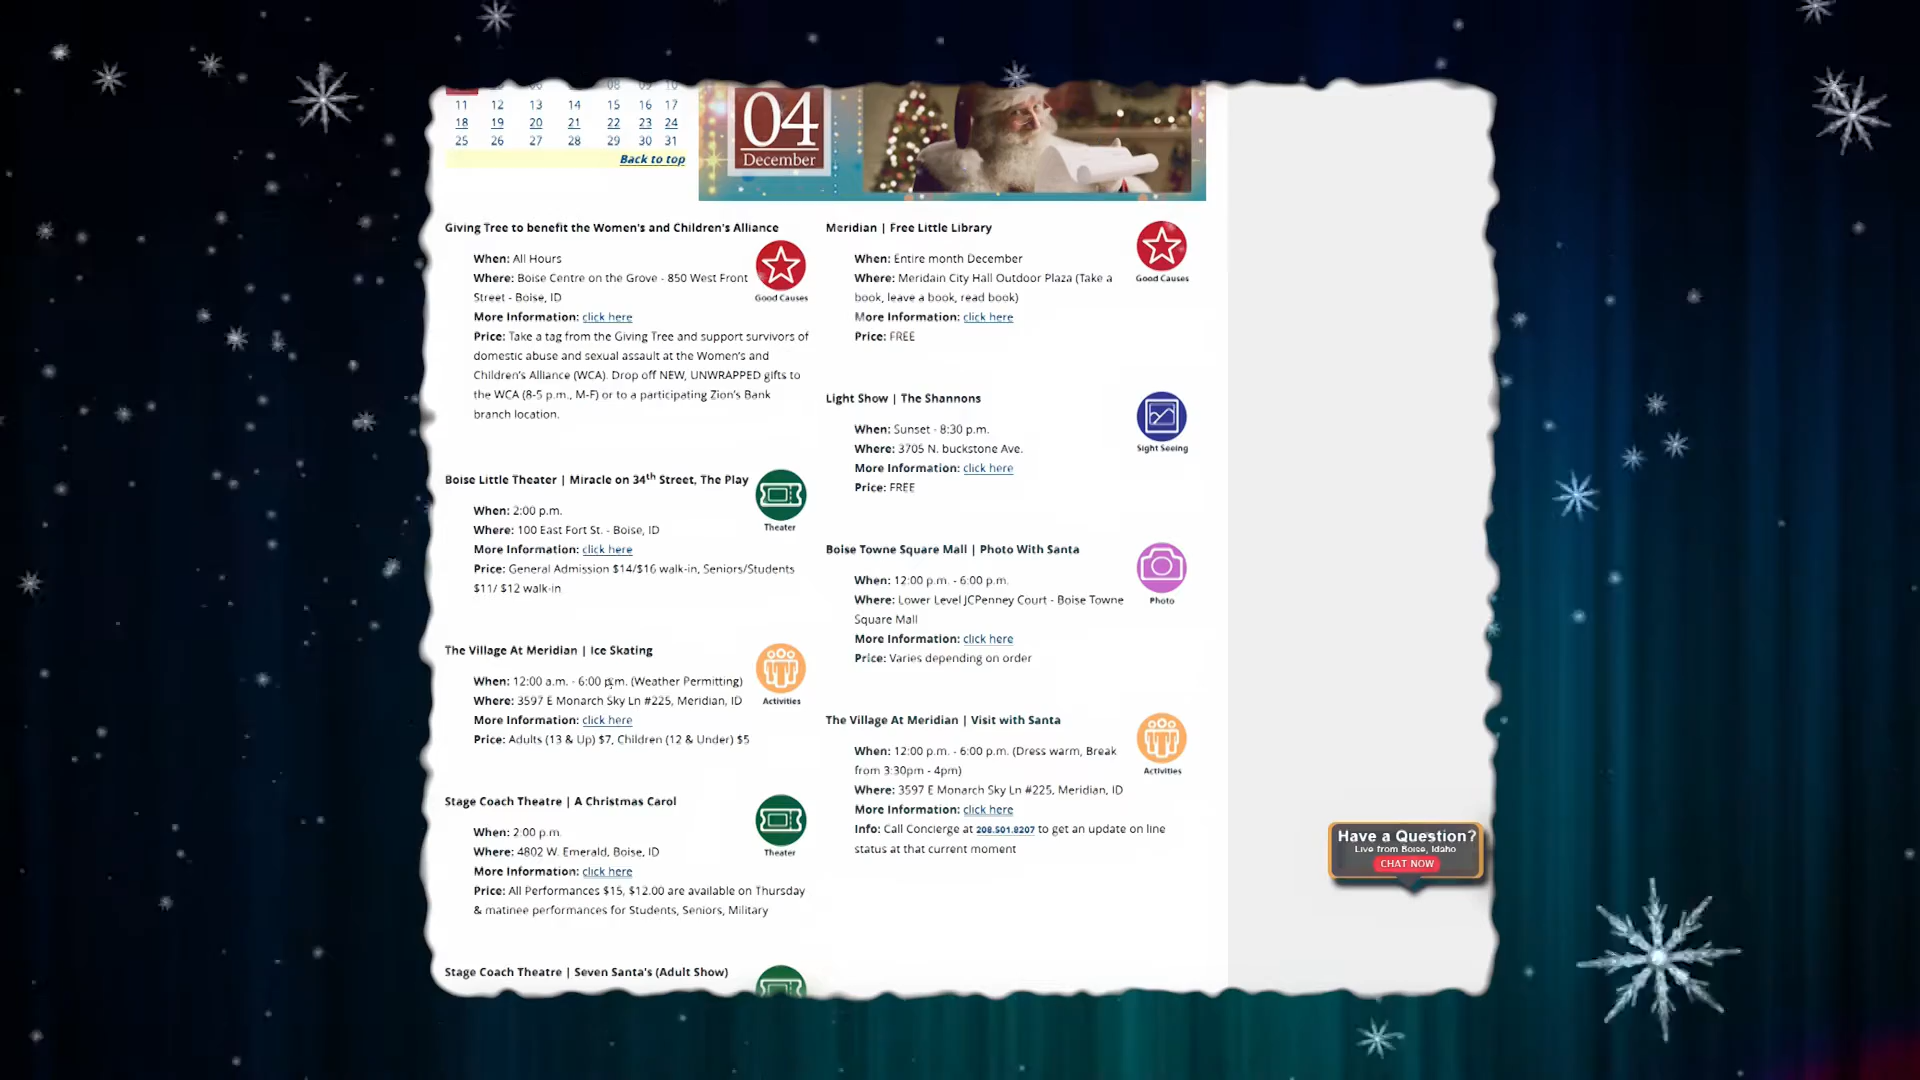 08 09 10
11 12 13 14 15 16 17
18 19 20 21 22 23 24
25 26 27 28 29 30 31
Back to top
04
December
Giving Tree to benefit the Women's and Children's Alliance
When: All Hours
Where: Boise Centre on the Grove - 850 West Front
Street - Boise, ID
More Information: click here
Price: Take a tag from the Giving Tree and support survivors of
domestic abuse and sexual assault at the Women's and
Children's Alliance (WCA). Drop off NEW, UNWRAPPED gifts to
the WCA (8-5 p.m., M-F) or to a participating Zion's Bank
branch location.
Good Causes
Boise Little Theater | Miracle on 34th Street, The Play
When: 2:00 p.m.
Where: 100 East Fort St. - Boise, ID
More Information: click here
Price: General Admission $14/$16 walk-in, Seniors/Students
$11/ $12 walk-in
Theater
The Village At Meridian | Ice Skating
When: 12:00 a.m. - 6:00 p.m. (Weather Permitting)
Where: 3597 E Monarch Sky Ln #225, Meridian, ID
More Information: click here
Price: Adults (13 & Up) $7, Children (12 & Under) $5
Activities
Stage Coach Theatre | A Christmas Carol
When: 2:00 p.m.
Where: 4802 W. Emerald, Boise, ID
More Information: click here
Price: All Performances $15, $12.00 are available on Thursday
& matinee performances for Students, Seniors, Military
Theater
Stage Coach Theatre | Seven Santa's (Adult Show)
Meridian | Free Little Library
When: Entire month December
Where: Meridain City Hall Outdoor Plaza (Take a
book, leave a book, read book)
More Information: click here
Price: FREE
Good Causes
Light Show | The Shannons
When: Sunset - 8:30 p.m.
Where: 3705 N. buckstone Ave.
More Information: click here
Price: FREE
Sight Seeing
Boise Towne Square Mall | Photo With Santa
When: 12:00 p.m. - 6:00 p.m.
Where: Lower Level JCPenney Court - Boise Towne
Square Mall
More Information: click here
Price: Varies depending on order
Photo
The Village At Meridian | Visit with Santa
When: 12:00 p.m. - 6:00 p.m. (Dress warm, Break
from 3:30pm - 4pm)
Where: 3597 E Monarch Sky Ln #225, Meridian, ID
More Information: click here
Info: Call Concierge at 208.501.8207 to get an update on line
status at that current moment
Activities
Have a Question?
Live from Boise, Idaho
CHAT NOW